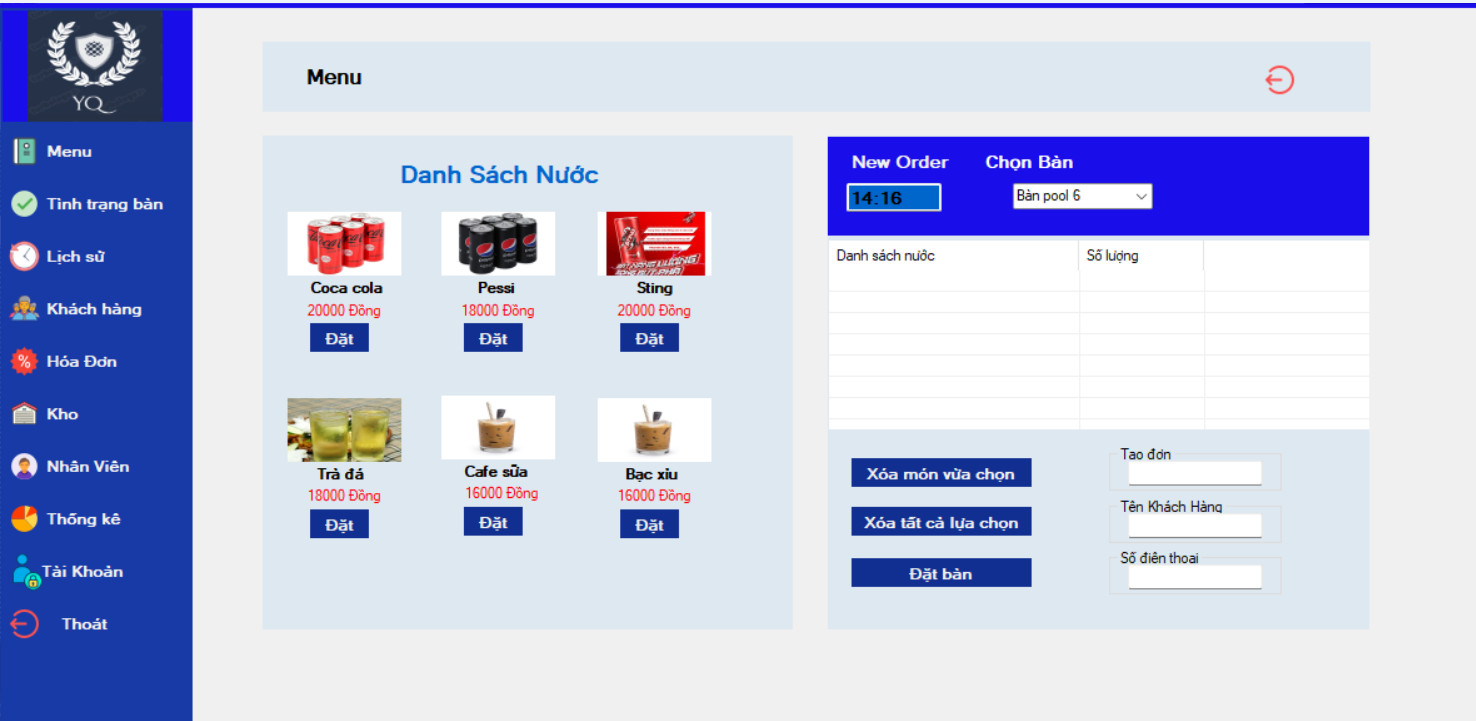 YQ
Menu
Tình trạng bàn
Lịch sử
Khách hàng
Hóa Đơn
Kho
Nhân Viên
Thống kê
Tài Khoản
Thoát
Menu
Danh Sách Nước
Coca cola
20000 Đồng
Đặt
Pessi
18000 Đồng
Đặt
Sting
20000 Đồng
Đặt
Trà đá
18000 Đồng
Đặt
Cafe sữa
16000 Đồng
Đặt
Bạc xỉu
16000 Đồng
Đặt
New Order
Chọn Bàn
14:16
Bàn pool 6
Danh sách nước
Số lượng
Xóa món vừa chọn
Xóa tất cả lựa chọn
Đặt bàn
Tao đơn
Tên Khách Hàng
Số điên thoai